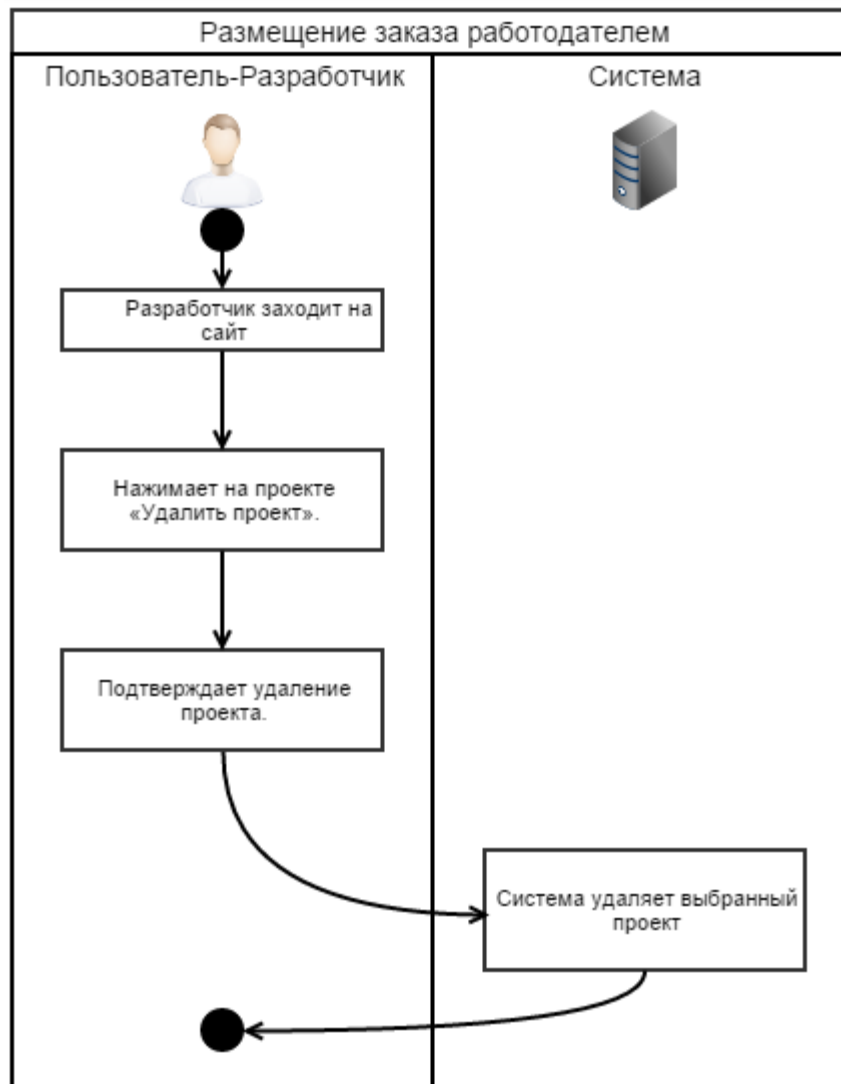 Размещение заказа работодателем
Пользователь-Разработчик
Система
Разработчик заходит на
сайт
Нажимает на проекте
«Удалить проект».
Подтверждает удаление
проекта.
Система удаляет выбранный
проект